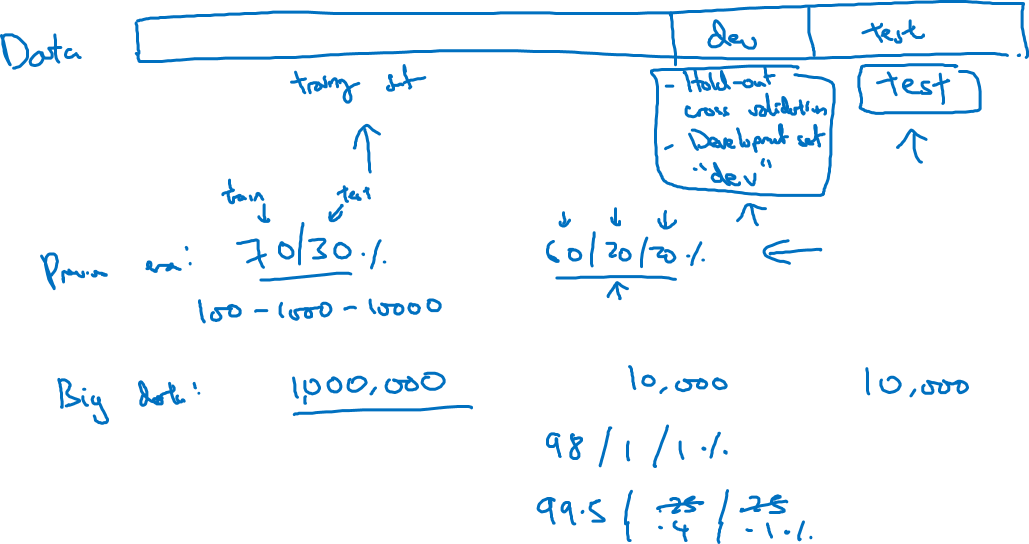 Data
dev
test
training set
- Hold-out
cross validation
- Development set
"dev"
test
train test
Previous era: 70/30 % 60/20/20 %
100 - 1000 - 10000
Big data: 1,000,000 10,000 10,000
98 / 1 / 1 %
99.5 / .25 / .25
.4 .1 %